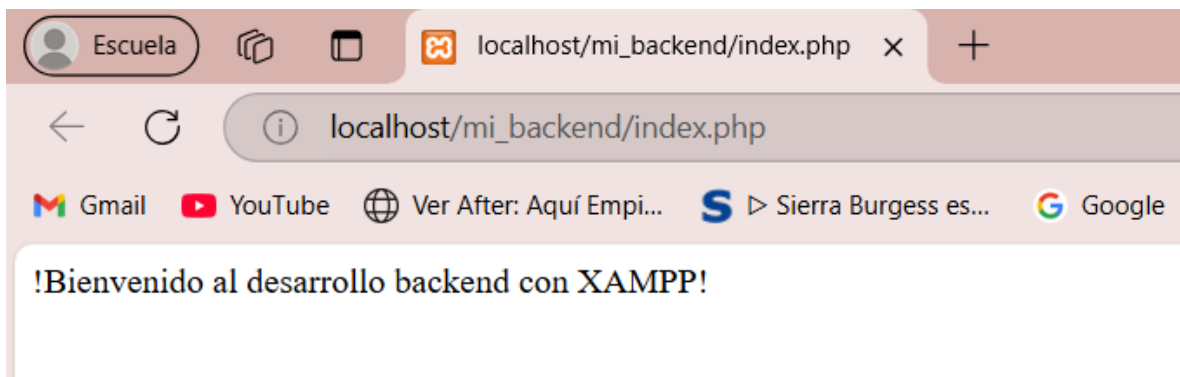 Escuela
localhost/mi_backend/index.php
localhost/mi_backend/index.php
Gmail YouTube Ver After: Aquí Empi... S ▷ Sierra Burgess es... G Google
!Bienvenido al desarrollo backend con XAMPP!